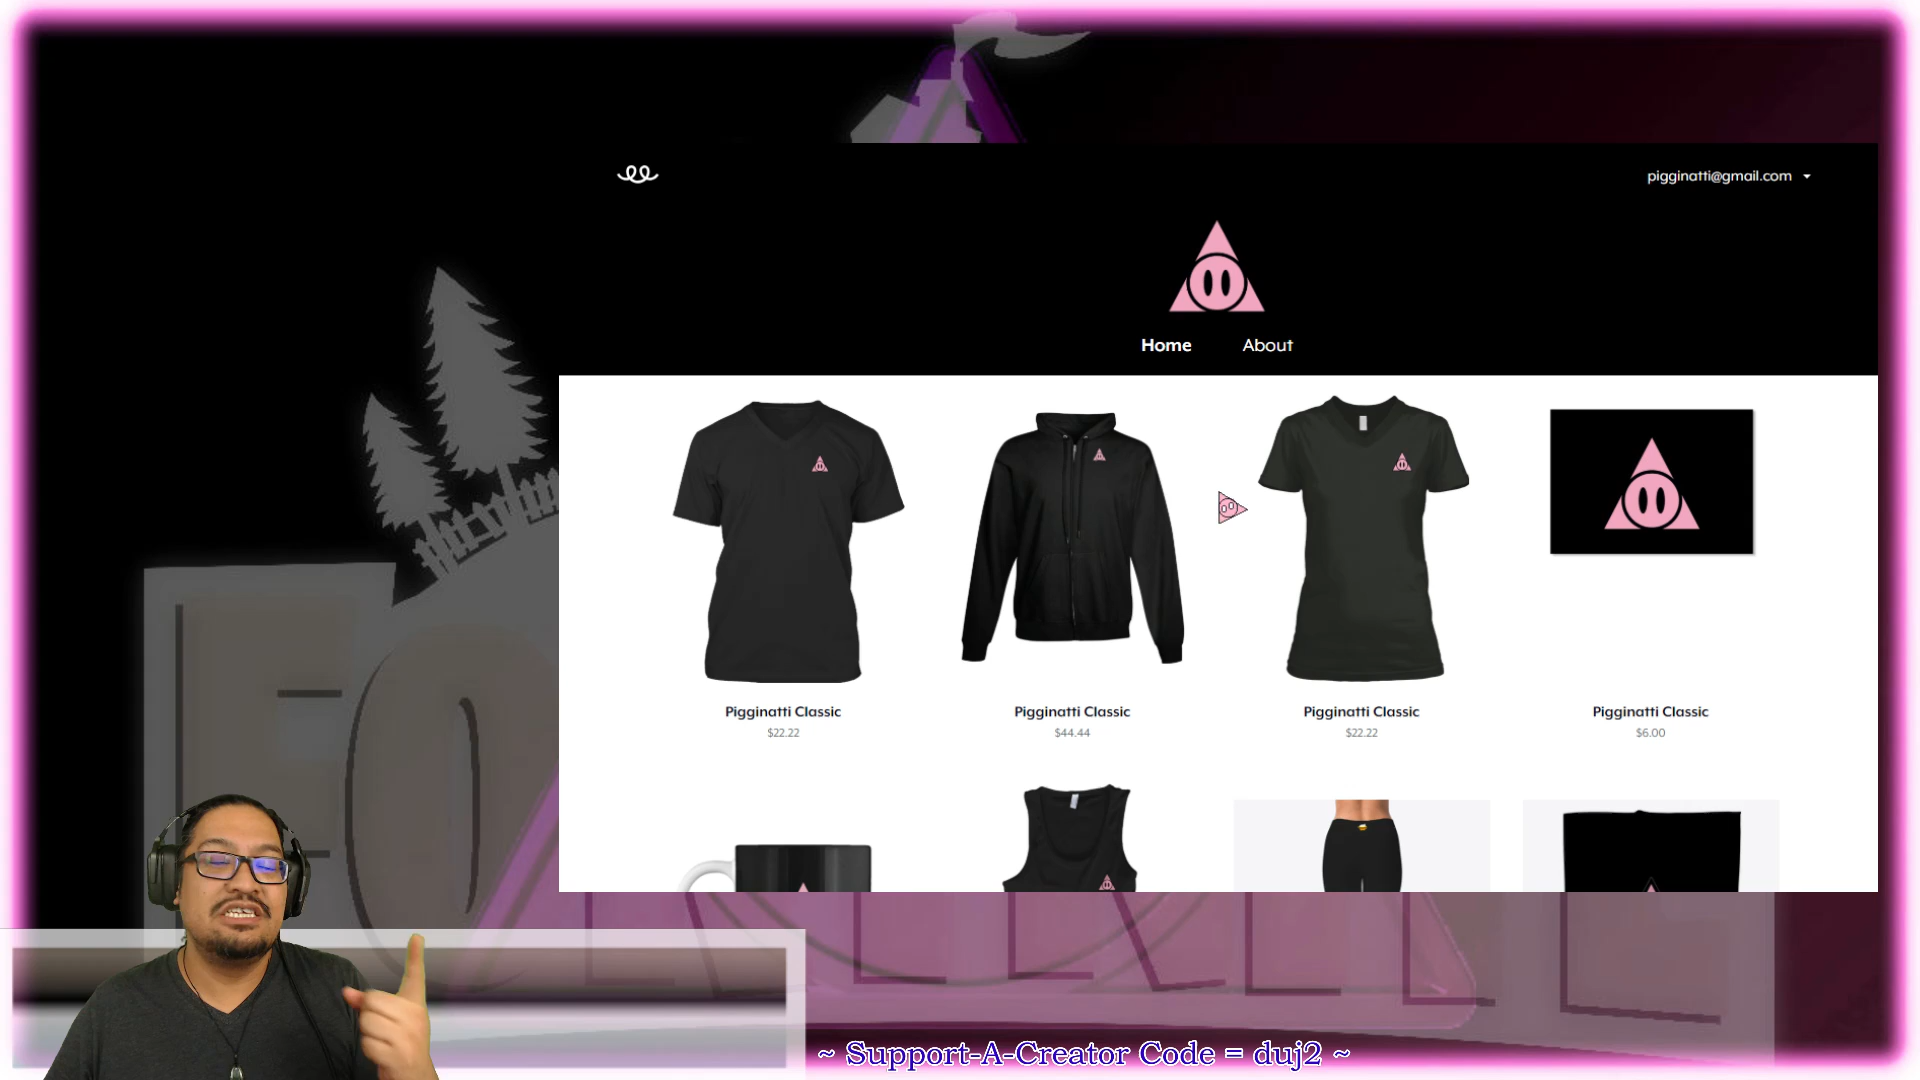 pigginatti@gmail.com
Home About
Pigginatti Classic
$22.22
Pigginatti Classic
$44.44
Pigginatti Classic
$22.22
Pigginatti Classic
$6.00
~ Support-A-Creator Code = duj2 ~